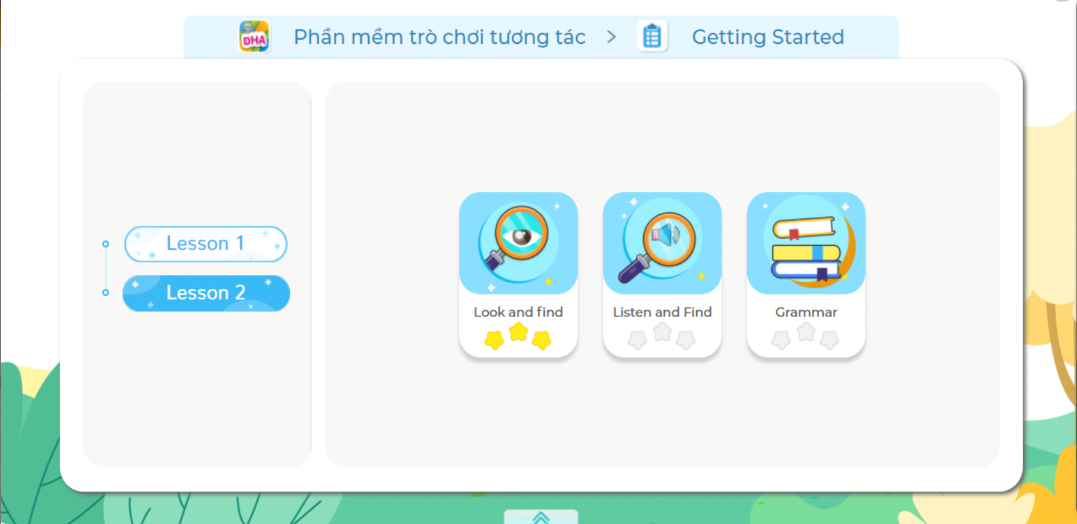 DHA
Phần mềm trò chơi tương tác > Getting Started
Lesson 1
Lesson 2
Look and find
Listen and Find
Grammar